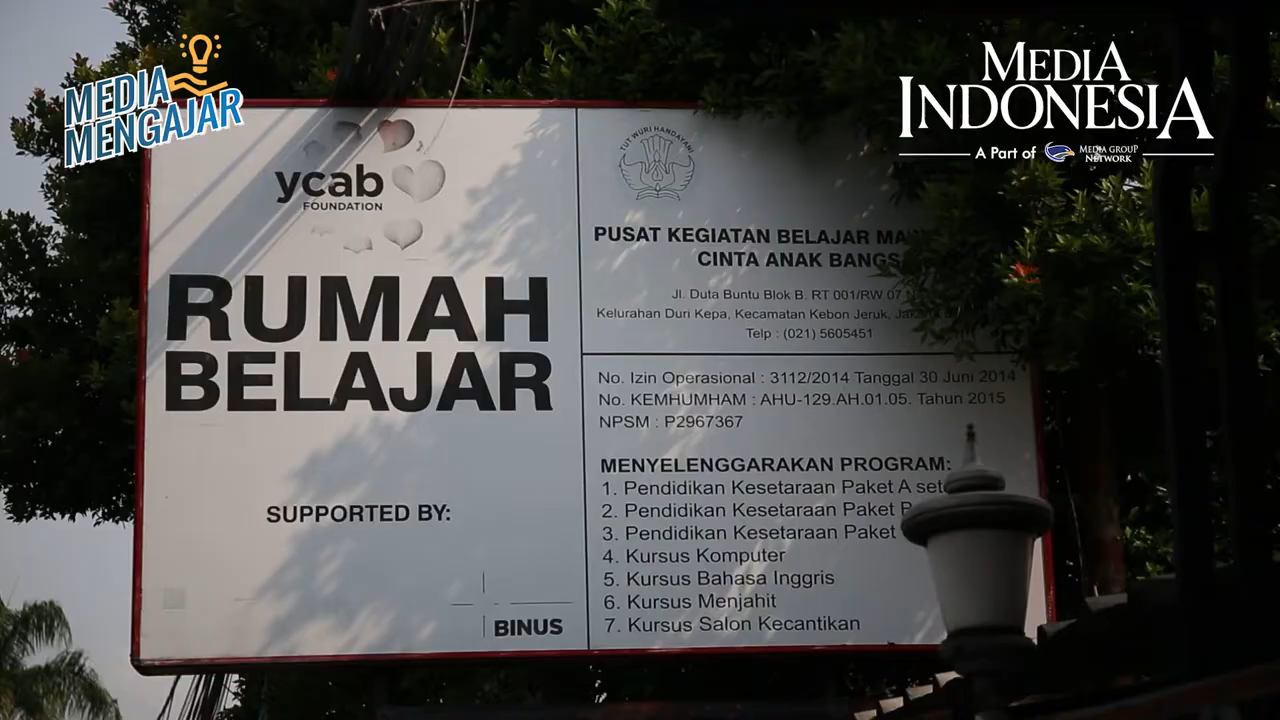 MEDIA
MENGAJAR
MEDIA
INDONESIA
A Part of MEDIA GROUP
NETWORK
ycab
FOUNDATION
RUMAH
BELAJAR
SUPPORTED BY:
BINUS
TUT WURI HANDAYANI
PUSAT KEGIATAN BELAJAR
CINTA ANAK
Jl. Duta Buntu Blok B. RT 001/RW 07
Kelurahan Duri Kepa, Kecamatan Kebon Jeruk,
Telp : (021) 5605451
No. Izin Operasional : 3112/2014 Tanggal 30 Juni 2014
No. KEMHUMHAM : AHU-129.AH.01.05. Tahun 2015
NPSM : P2967367
MENYELENGGARAKAN PROGRAM:
1. Pendidikan Kesetaraan Paket A
2. Pendidikan Kesetaraan Paket
3. Pendidikan Kesetaraan Paket
4. Kursus Komputer
5. Kursus Bahasa Inggris
6. Kursus Menjahit
7. Kursus Salon Kecantikan